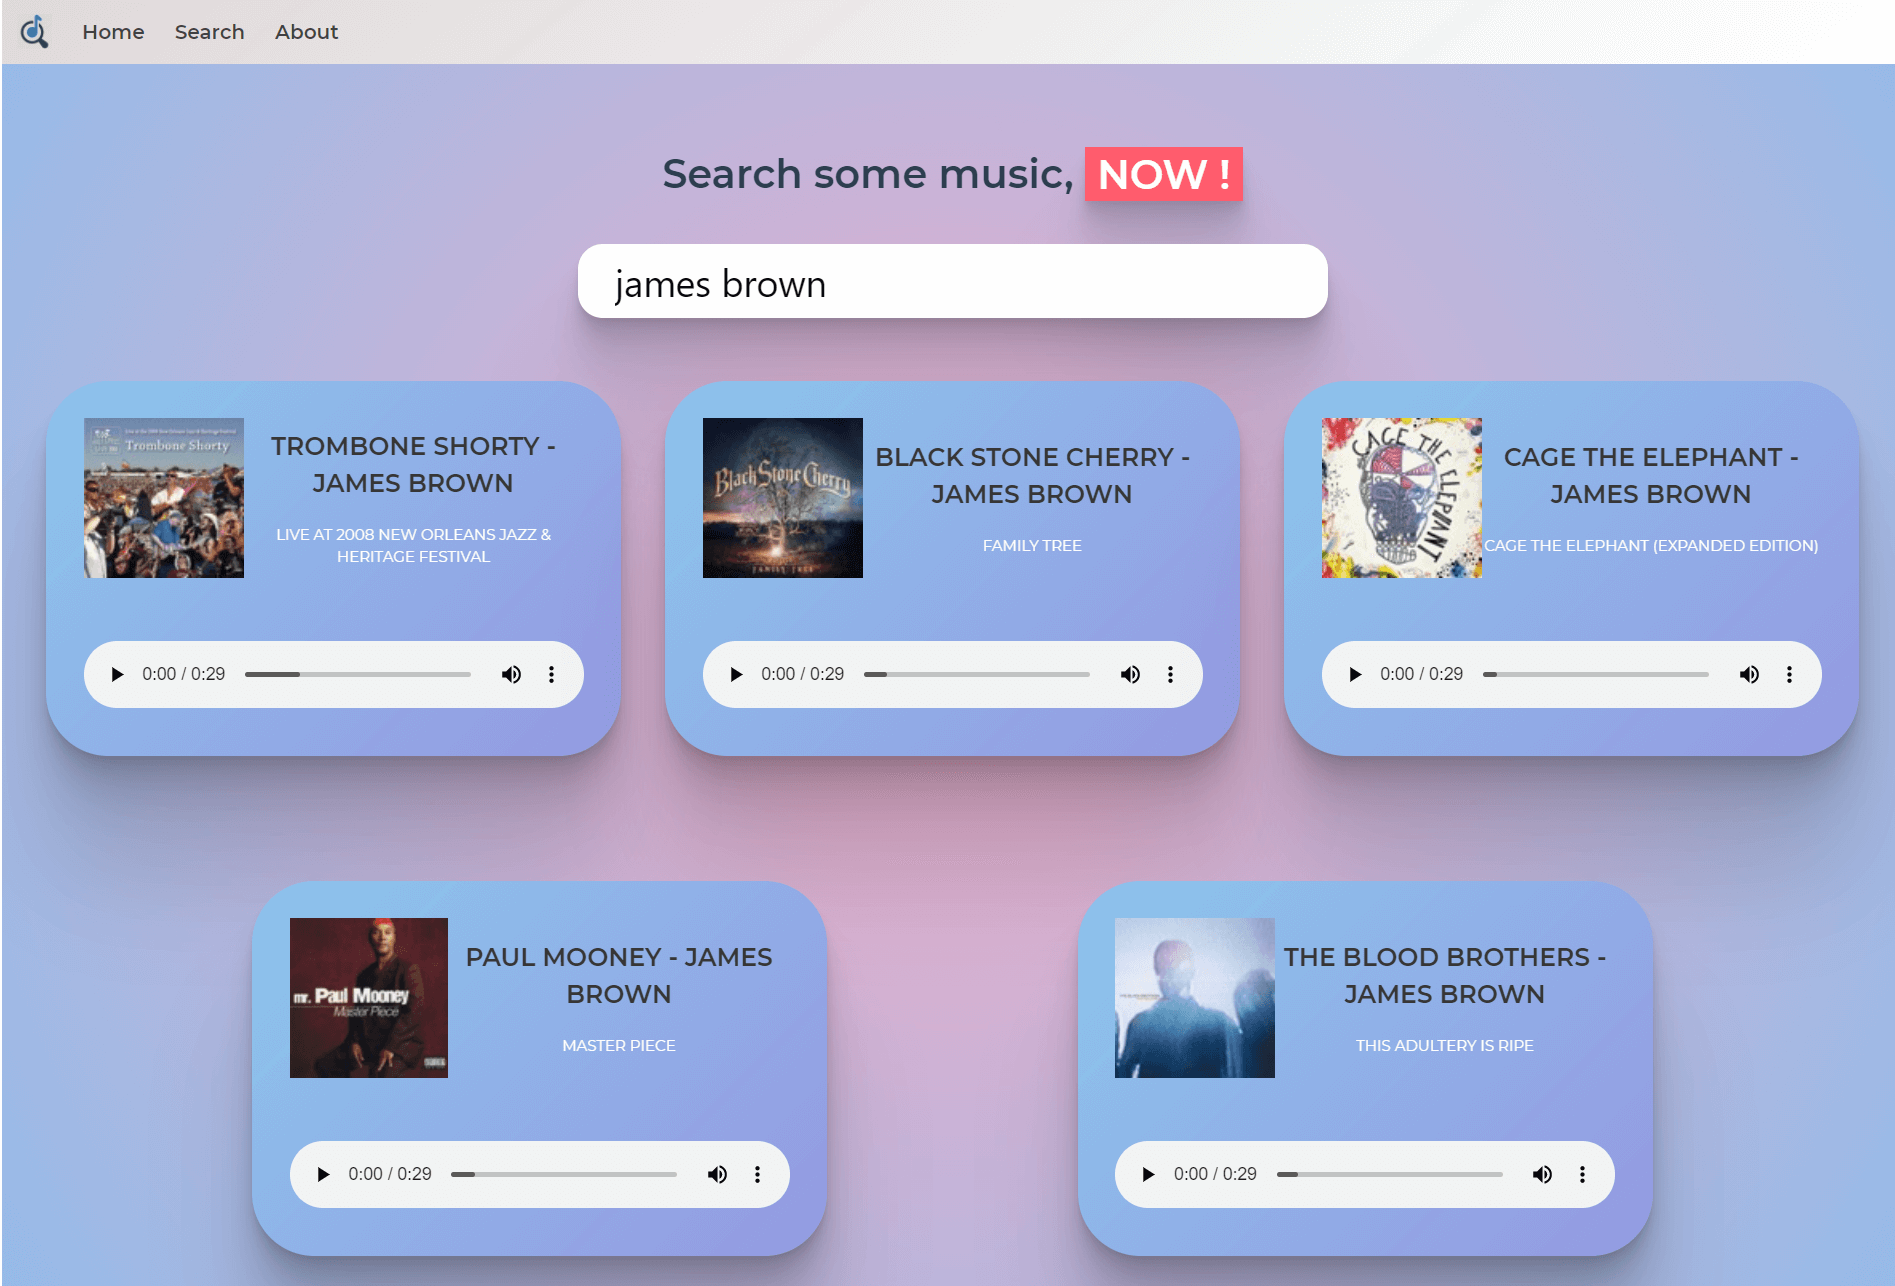 Home Search About
Search some music, NOW !
james brown
Trombone Shorty
TROMBONE SHORTY -
JAMES BROWN
LIVE AT 2008 NEW ORLEANS JAZZ &
HERITAGE FESTIVAL
0:00 / 0:29
Black Stone Cherry
FAMILY TREE
BLACK STONE CHERRY -
JAMES BROWN
FAMILY TREE
0:00 / 0:29
CAGE THE ELEPHANT
CAGE THE ELEPHANT -
JAMES BROWN
CAGE THE ELEPHANT (EXPANDED EDITION)
0:00 / 0:29
mr. Paul Mooney
Master Piece
PAUL MOONEY - JAMES
BROWN
MASTER PIECE
0:00 / 0:29
THE BLOOD BROTHERS -
JAMES BROWN
THIS ADULTERY IS RIPE
0:00 / 0:29